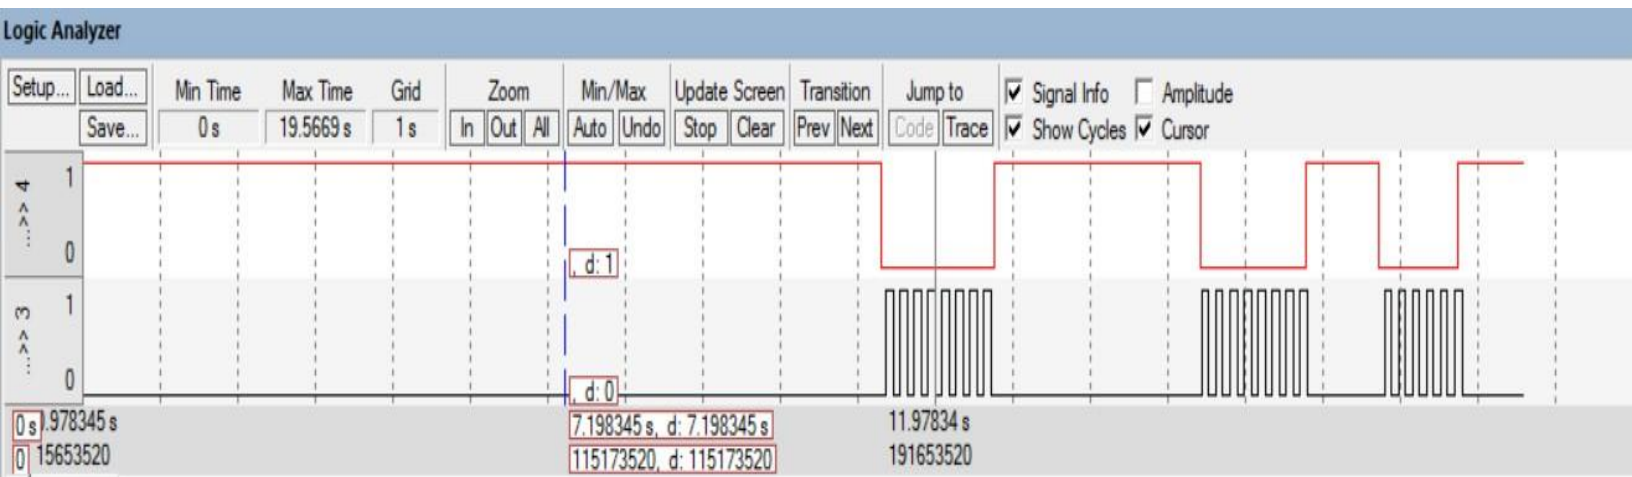 Logic Analyzer
Setup... Load... Min Time Max Time Grid Zoom Min/Max Update Screen Transition Jump to Signal Info Amplitude
Save... 0 s 19.5669 s 1 s In Out All Auto Undo Stop Clear Prev Next Code Trace Show Cycles Cursor
...>> 4
1
0
, d: 1
...>> 3
1
0
, d: 0
0 s .978345 s 7.198345 s, d: 7.198345 s 11.97834 s
0 15653520 115173520, d: 115173520 191653520